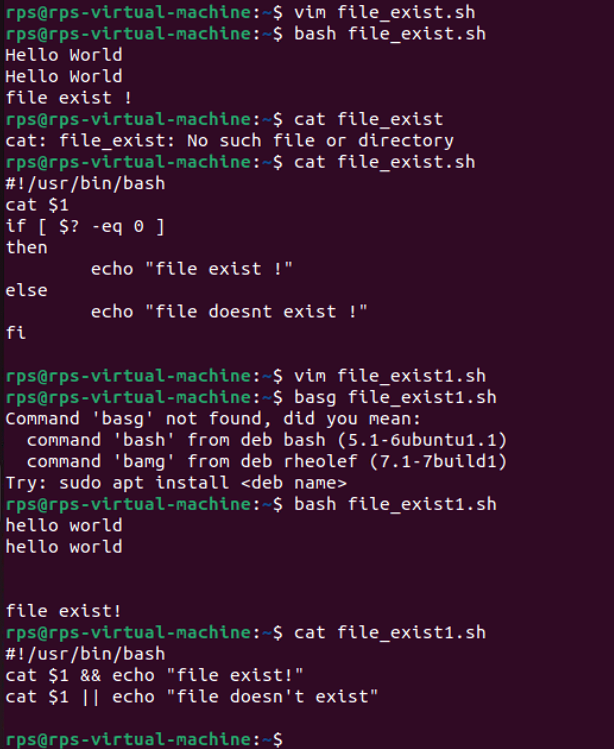 rps@rps-virtual-machine:~$ vim file_exist.sh
rps@rps-virtual-machine:~$ bash file_exist.sh
Hello World
Hello World
file exist !
rps@rps-virtual-machine:~$ cat file_exist
cat: file_exist: No such file or directory
rps@rps-virtual-machine:~$ cat file_exist.sh
#!/usr/bin/bash
cat $1
if [ $? -eq 0 ]
then
        echo "file exist !"
else
        echo "file doesnt exist !"
fi
rps@rps-virtual-machine:~$ vim file_exist1.sh
rps@rps-virtual-machine:~$ basg file_exist1.sh
Command 'basg' not found, did you mean:
  command 'bash' from deb bash (5.1-6ubuntu1.1)
  command 'bamg' from deb rheolef (7.1-7build1)
Try: sudo apt install <deb name>
rps@rps-virtual-machine:~$ bash file_exist1.sh
hello world
hello world
file exist!
rps@rps-virtual-machine:~$ cat file_exist1.sh
#!/usr/bin/bash
cat $1 && echo "file exist!"
cat $1 || echo "file doesn't exist"
rps@rps-virtual-machine:~$